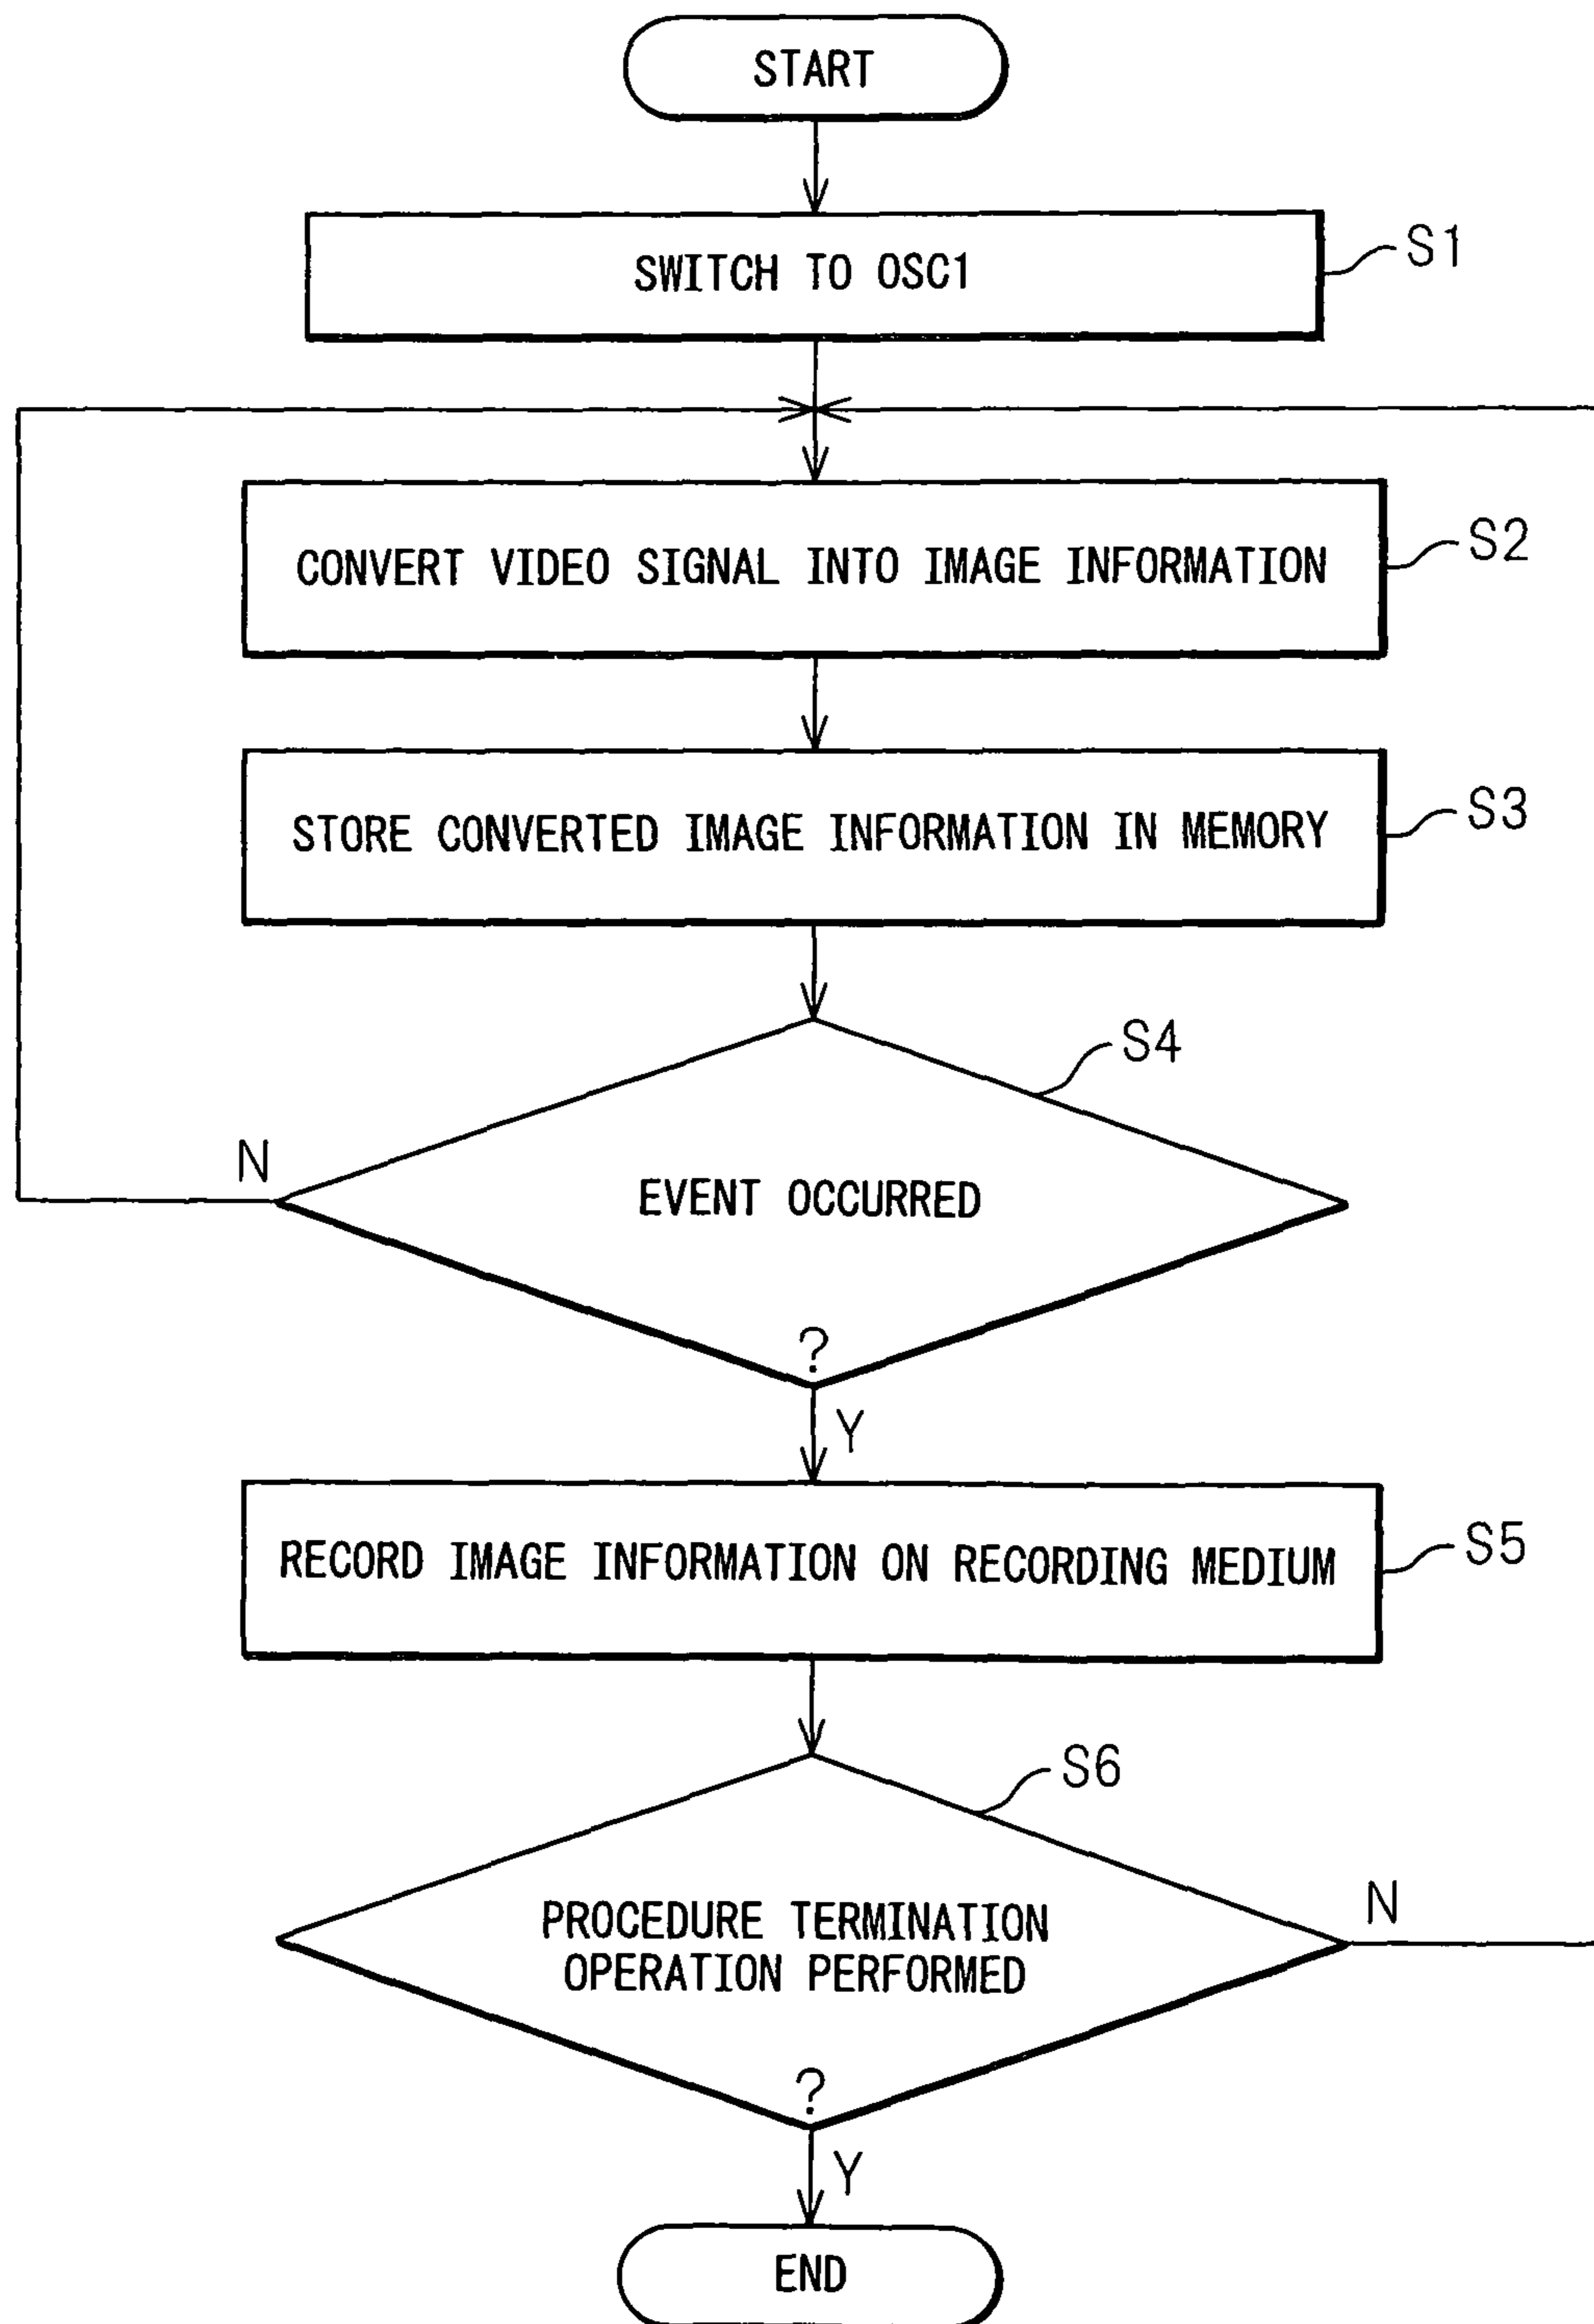 START
SWITCH TO OSC1
S1
CONVERT VIDEO SIGNAL INTO IMAGE INFORMATION
S2
STORE CONVERTED IMAGE INFORMATION IN MEMORY
S3
S4
N
EVENT OCCURRED
?
Y
RECORD IMAGE INFORMATION ON RECORDING MEDIUM
S5
S6
N
PROCEDURE TERMINATION
OPERATION PERFORMED
?
Y
END